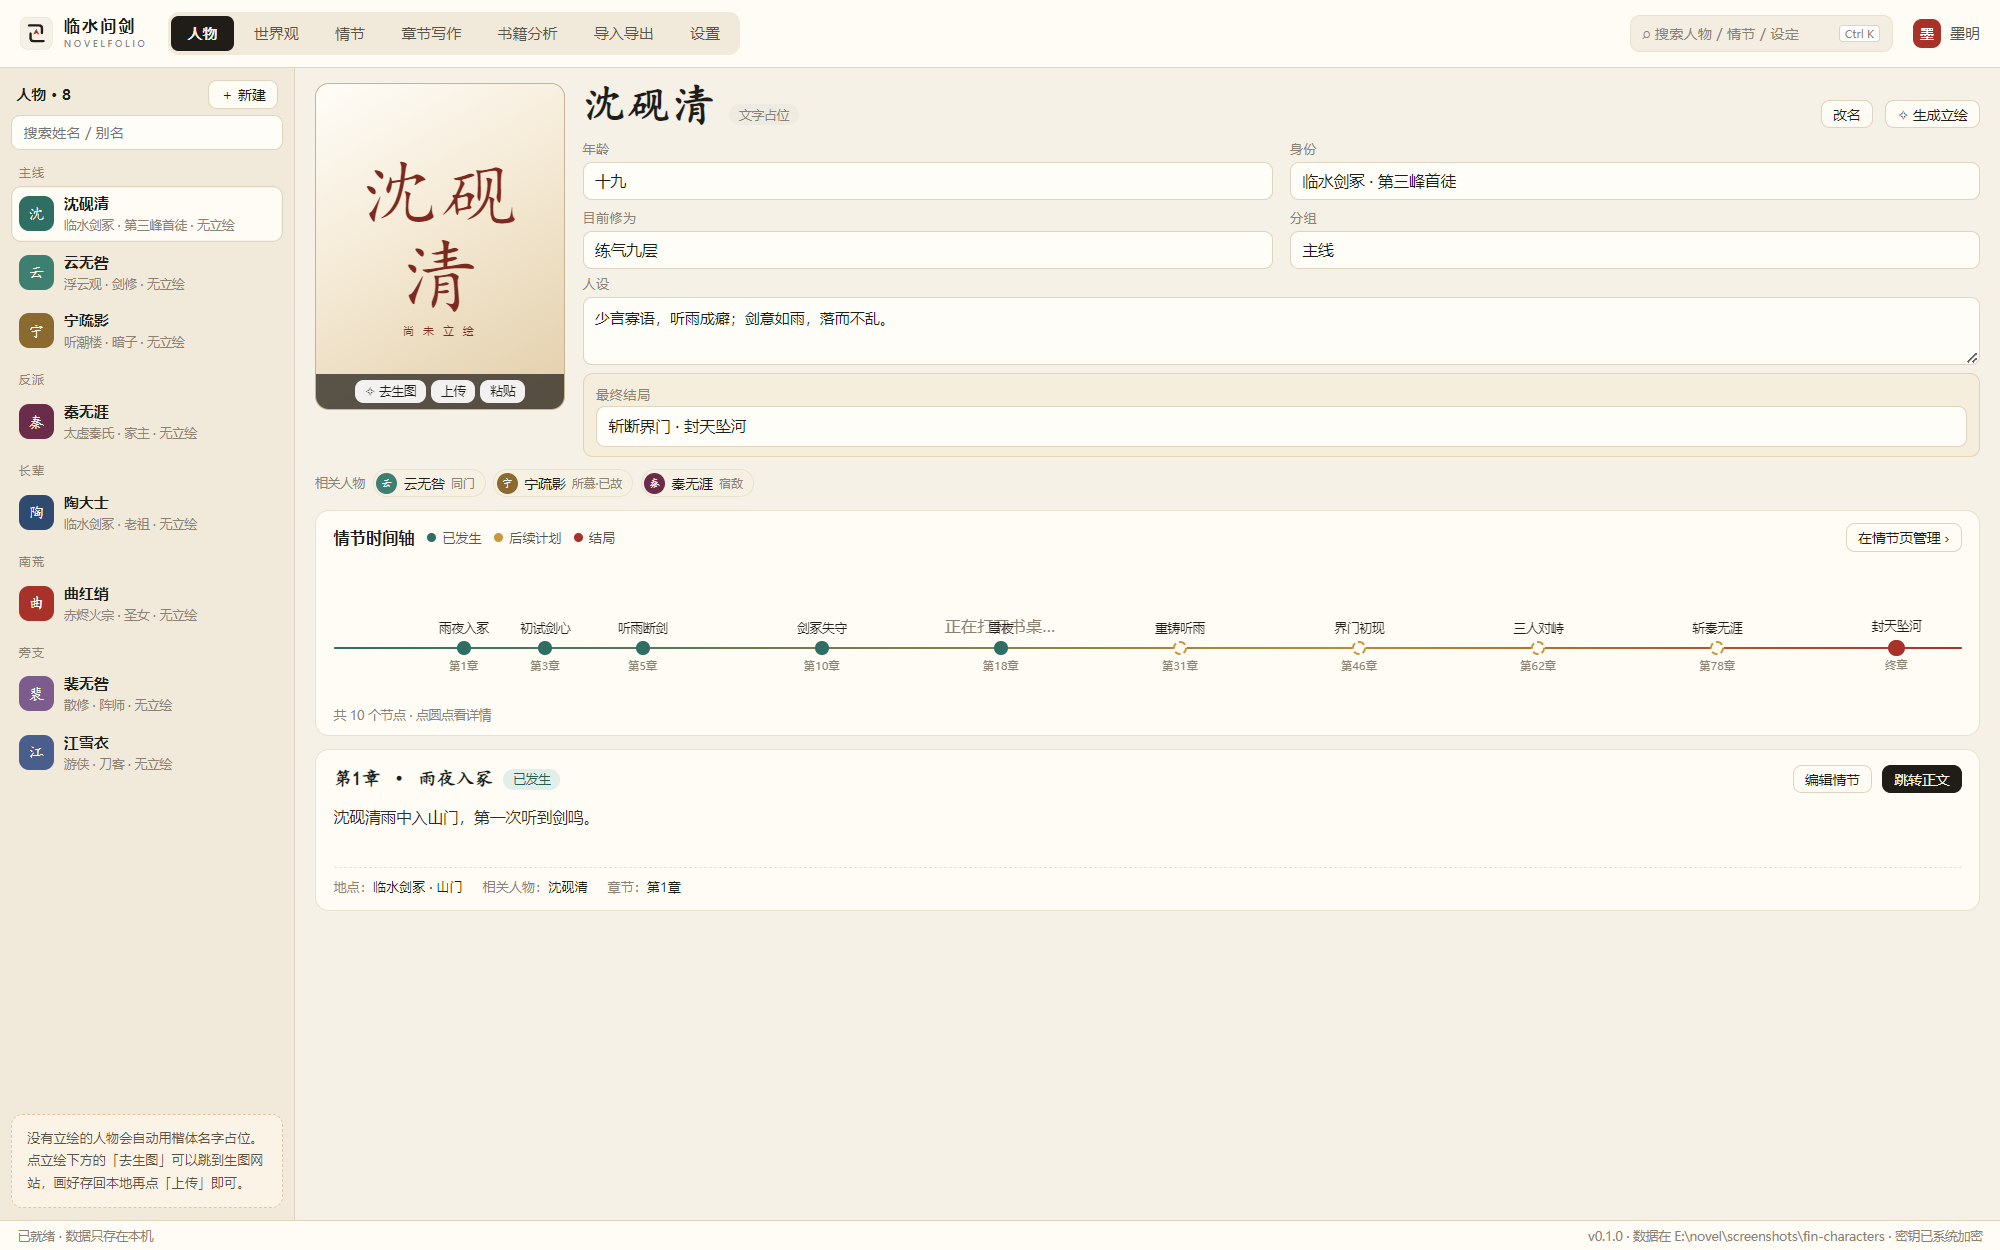 临水问剑
NOVELFOLIO
人物
世界观
情节
章节写作
书籍分析
导入导出
设置
搜索人物 / 情节 / 设定
Ctrl K
墨
墨明
人物 • 8
+ 新建
搜索姓名 / 别名
主线
沈
沈砚清
临水剑冢 · 第三峰首徒 · 无立绘
云
云无咎
浮云观 · 剑修 · 无立绘
宁
宁疏影
听潮楼 · 暗子 · 无立绘
反派
秦
秦无涯
太虚秦氏 · 家主 · 无立绘
长辈
陶
陶大士
临水剑冢 · 老祖 · 无立绘
南荒
曲
曲红绡
赤烬火宗 · 圣女 · 无立绘
旁支
裴
裴无咎
散修 · 阵师 · 无立绘
江
江雪衣
游侠 · 刀客 · 无立绘
没有立绘的人物会自动用楷体名字占位。
点立绘下方的「去生图」可以跳到生图网
站，画好存回本地再点「上传」即可。
沈砚
清
尚未立绘
✧ 去生图
上传
粘贴
沈砚清
文字占位
改名
✧ 生成立绘
年龄
十九
身份
临水剑冢 · 第三峰首徒
目前修为
练气九层
分组
主线
人设
少言寡语，听雨成癖；剑意如雨，落而不乱。
最终结局
斩断界门 · 封天坠河
相关人物
云
云无咎 同门
宁
宁疏影 所慕·已故
秦
秦无涯 宿敌
情节时间轴
已发生
后续计划
结局
在情节页管理 ›
雨夜入冢
初试剑心
听雨断剑
剑冢失守
正在打开书桌…
重铸听雨
界门初现
三人对峙
斩秦无涯
封天坠河
第1章
第3章
第5章
第10章
第18章
第31章
第46章
第62章
第78章
终章
共 10 个节点 · 点圆点看详情
第1章 • 雨夜入冢
已发生
编辑情节
跳转正文
沈砚清雨中入山门，第一次听到剑鸣。
地点：临水剑冢 · 山门
相关人物：沈砚清
章节：第1章
已就绪 · 数据只存在本机
v0.1.0 · 数据在 E:\novel\screenshots\fin-characters · 密钥已系统加密